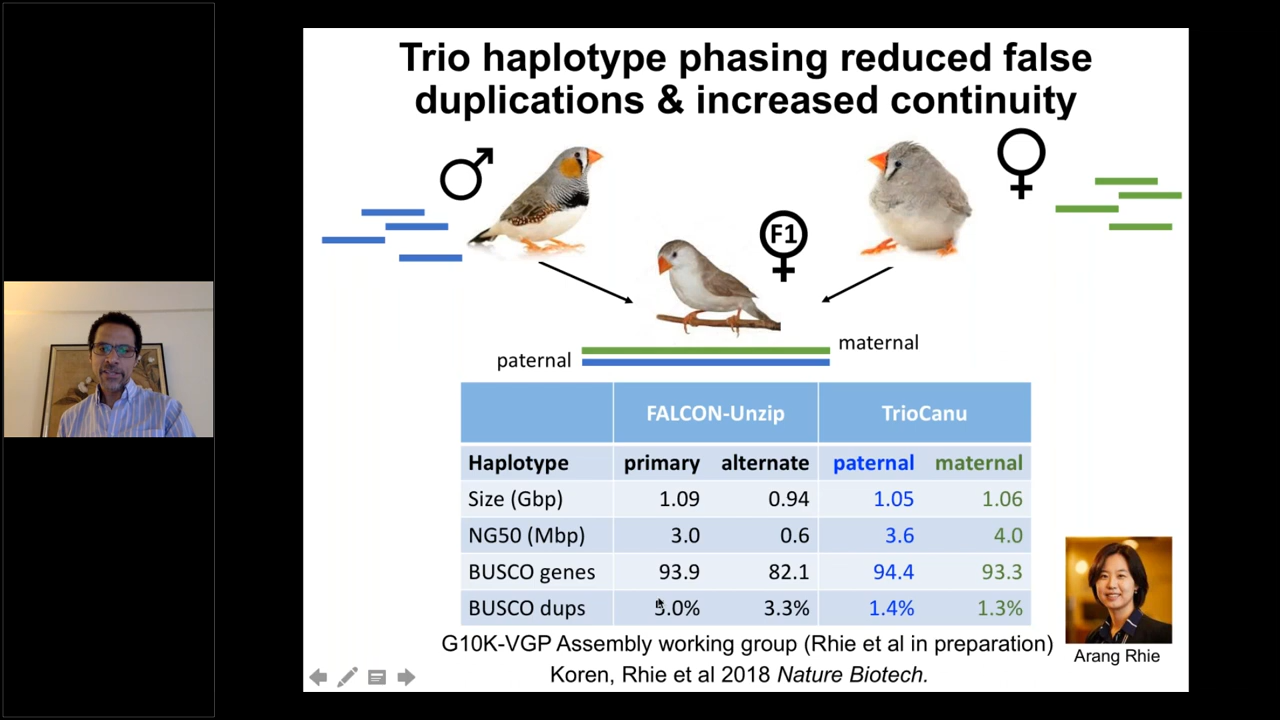 Trio haplotype phasing reduced false
duplications & increased continuity
F1
paternal
maternal
FALCON-Unzip TrioCanu
Haplotype primary alternate paternal maternal
Size (Gbp) 1.09 0.94 1.05 1.06
NG50 (Mbp) 3.0 0.6 3.6 4.0
BUSCO genes 93.9 82.1 94.4 93.3
BUSCO dups 3.3% 1.4% 1.3%
G10K-VGP Assembly working group (Rhie et al in preparation)
Koren, Rhie et al 2018 Nature Biotech.
Arang Rhie